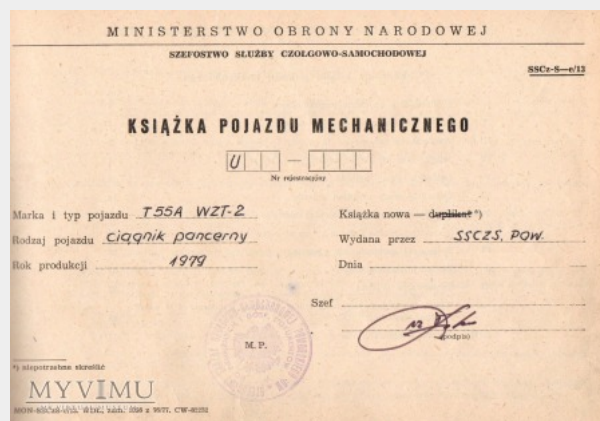 MINISTERSTWO OBRONY NARODOWEJ
SZEFOSTWO SŁUŻBY CZOŁGOWO-SAMOCHODOWEJ
SSCz-S—e/13
KSIĄŻKA POJAZDU MECHANICZNEGO
U —
Nr rejestracyjny
Marka i typ pojazdu T55A WZT-2
Książka nowa — duplikat *)
Rodzaj pojazdu ciągnik pancerny
Wydana przez SSCZS. POW.
Rok produkcji 1979
Dnia
Szef
(podpis)
M. P.
*) niepotrzebne skreślić
MYVIMU